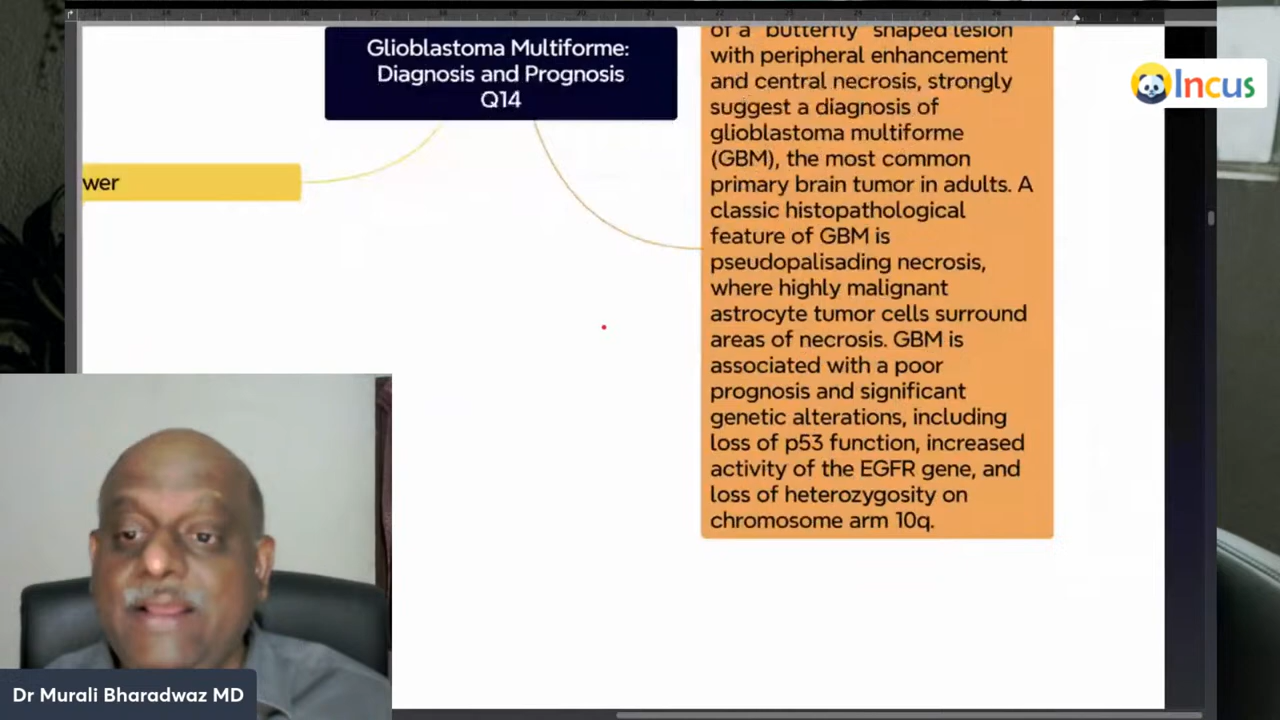 Glioblastoma Multiforme:
Diagnosis and Prognosis
Q14
wer
of a "butterfly" shaped lesion
with peripheral enhancement
and central necrosis, strongly
suggest a diagnosis of
glioblastoma multiforme
(GBM), the most common
primary brain tumor in adults. A
classic histopathological
feature of GBM is
pseudopalisading necrosis,
where highly malignant
astrocyte tumor cells surround
areas of necrosis. GBM is
associated with a poor
prognosis and significant
genetic alterations, including
loss of p53 function, increased
activity of the EGFR gene, and
loss of heterozygosity on
chromosome arm 10q.
Incus
Dr Murali Bharadwaz MD